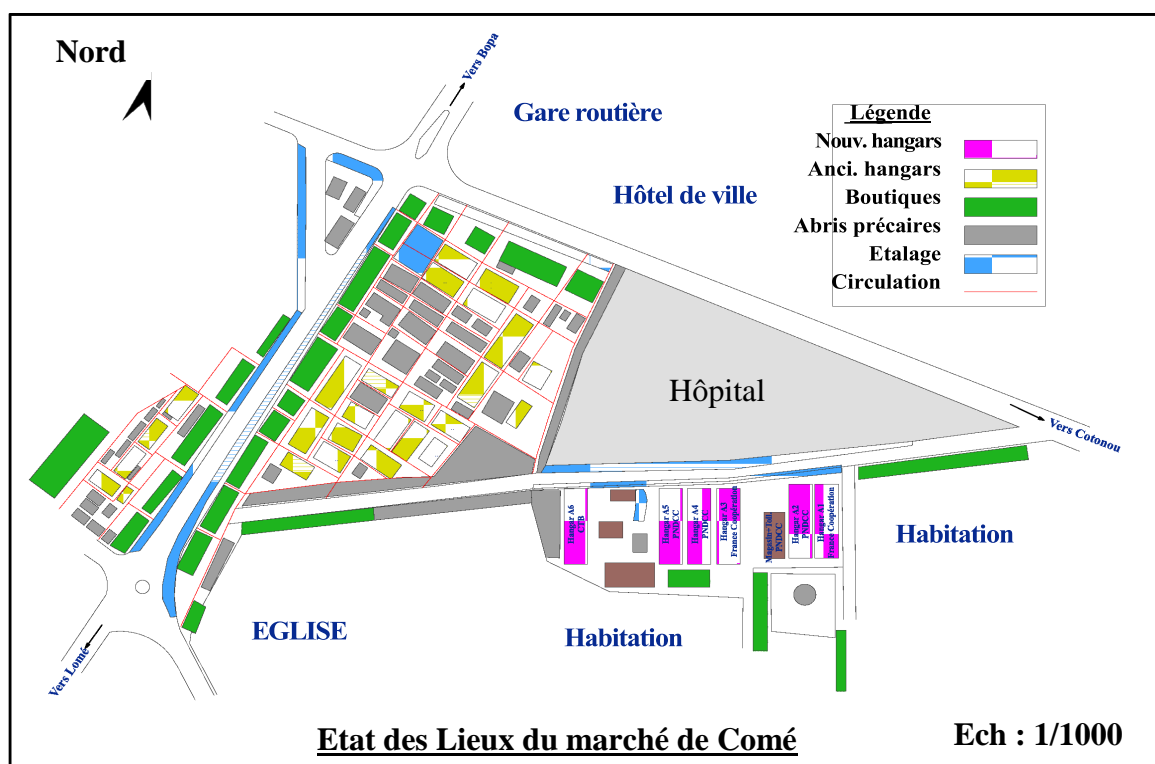 Nord
Vers Bopa
Gare routière
Hôtel de ville
Légende
Nouv. hangars
Anci. hangars
Boutiques
Abris précaires
Etalage
Circulation
Hôpital
Vers Cotonou
Hangar A6
CTB
Hangar A5
PNDCC
Hangar A4
PNDCC
Hangar A3
France Coopération
Magasin+Toil.
PNDCC
Hangar A2
PNDCC
Hangar A1
France Coopération
Habitation
EGLISE
Habitation
Vers Lomé
Etat des Lieux du marché de Comé
Ech : 1/1000